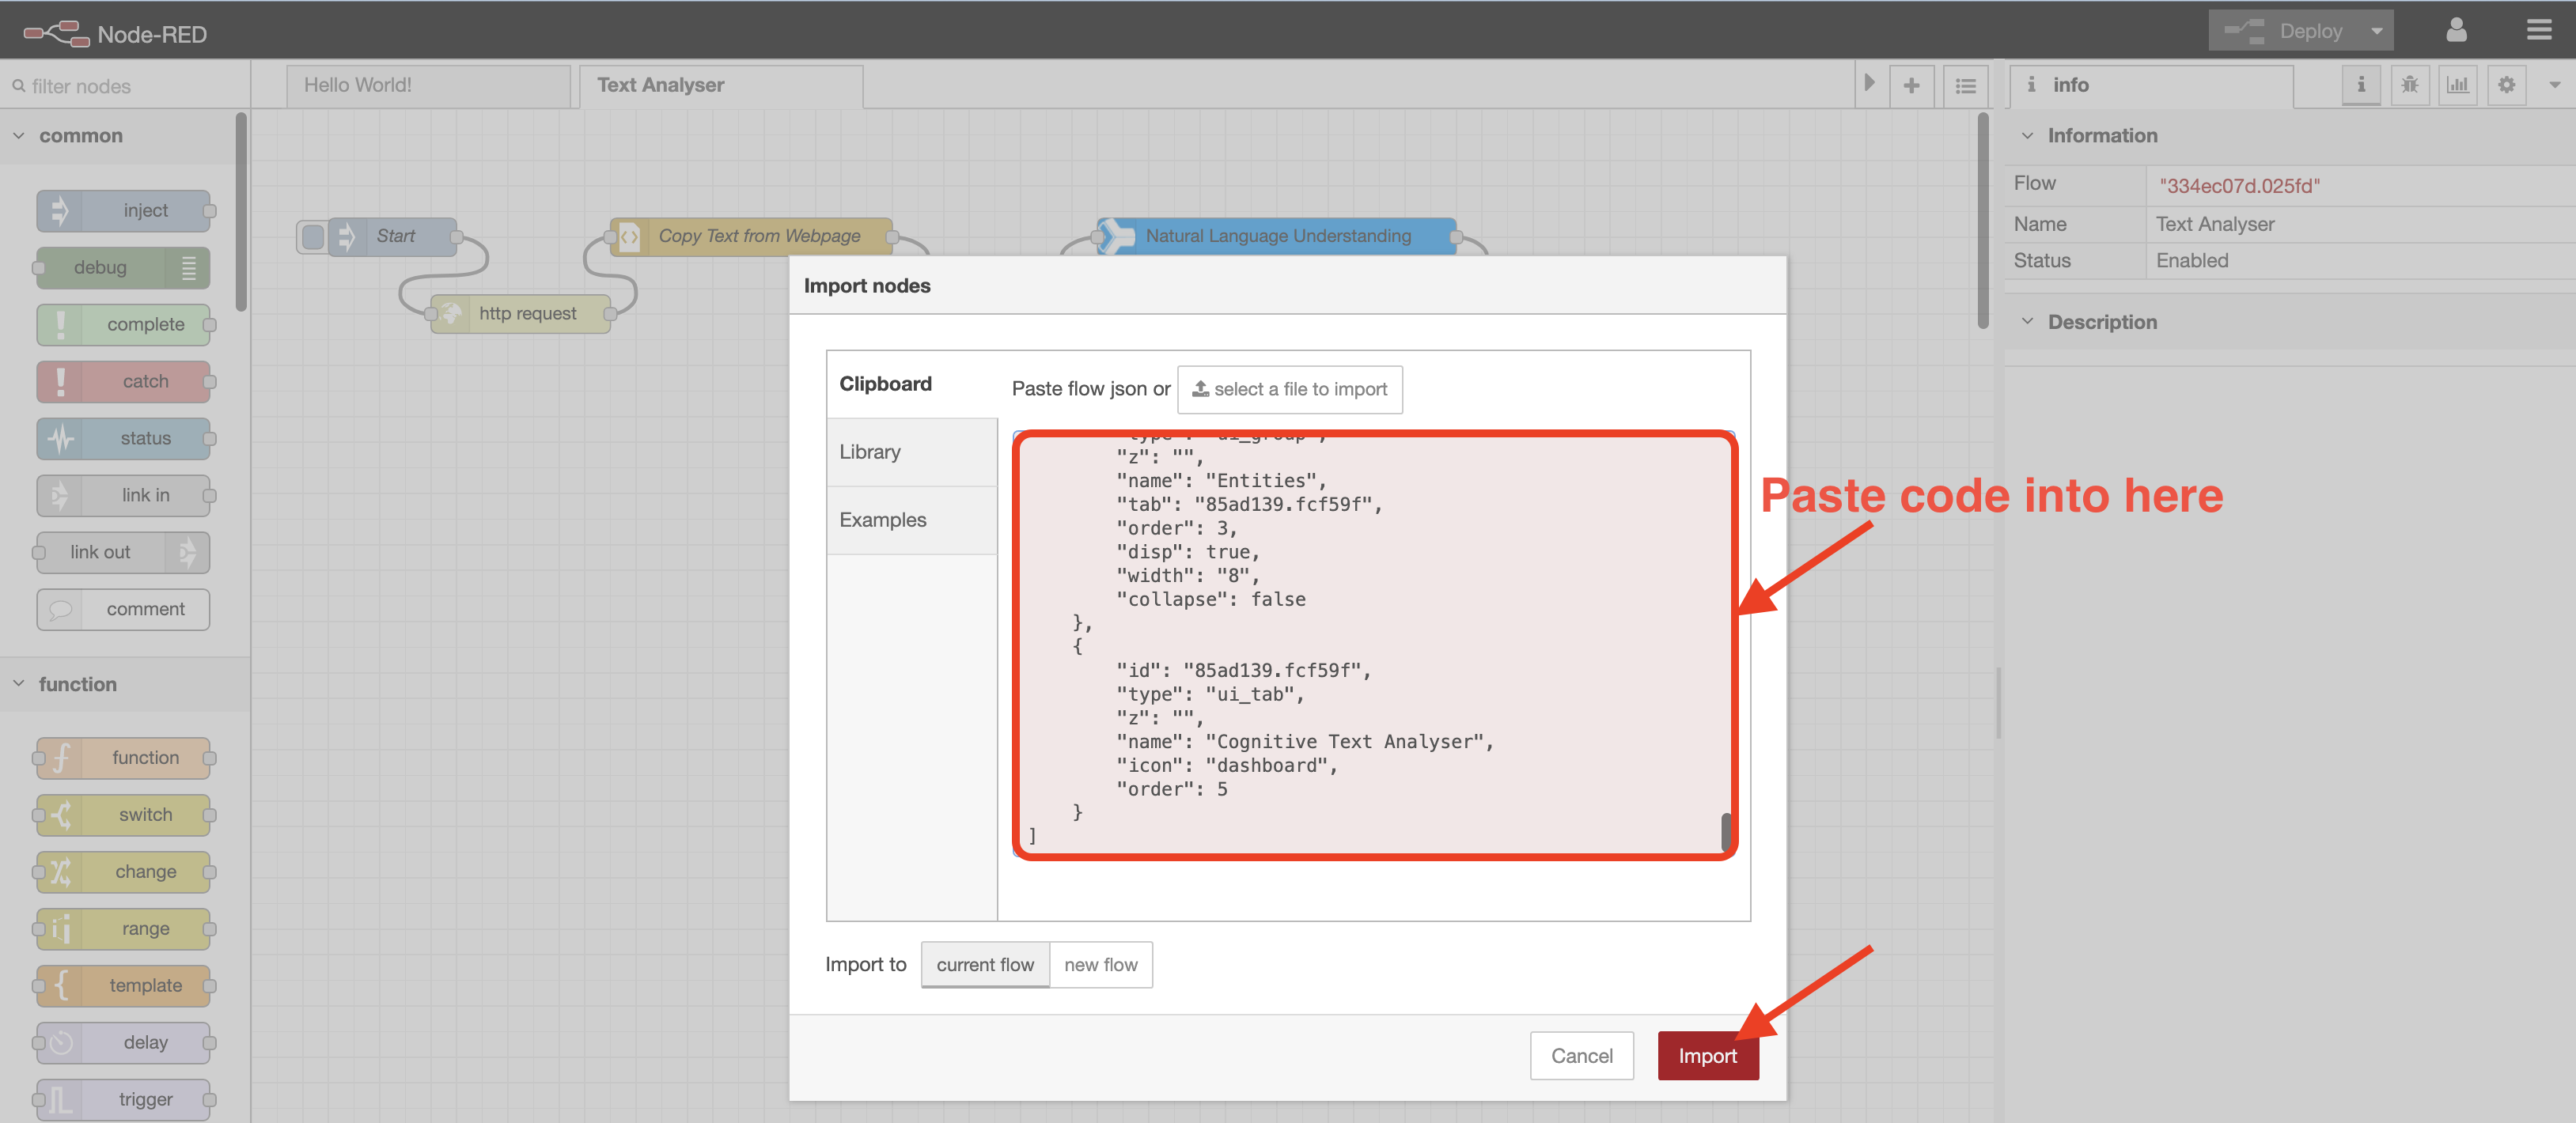 Node-RED
Deploy
filter nodes
Hello World!
Text Analyser
info
common
inject
debug
complete
catch
status
link in
link out
comment
function
function
switch
change
range
template
delay
trigger
Start
http request
Copy Text from Webpage
Natural Language Understanding
Import nodes
Clipboard
Library
Examples
Paste flow json or select a file to import
"type": "ui_group",
"z": "",
"name": "Entities",
"tab": "85ad139.fcf59f",
"order": 3,
"disp": true,
"width": "8",
"collapse": false
},
{
"id": "85ad139.fcf59f",
"type": "ui_tab",
"z": "",
"name": "Cognitive Text Analyser",
"icon": "dashboard",
"order": 5
}
]
Paste code into here
Import to current flow new flow
Cancel Import
Information
Flow "334ec07d.025fd"
Name Text Analyser
Status Enabled
Description